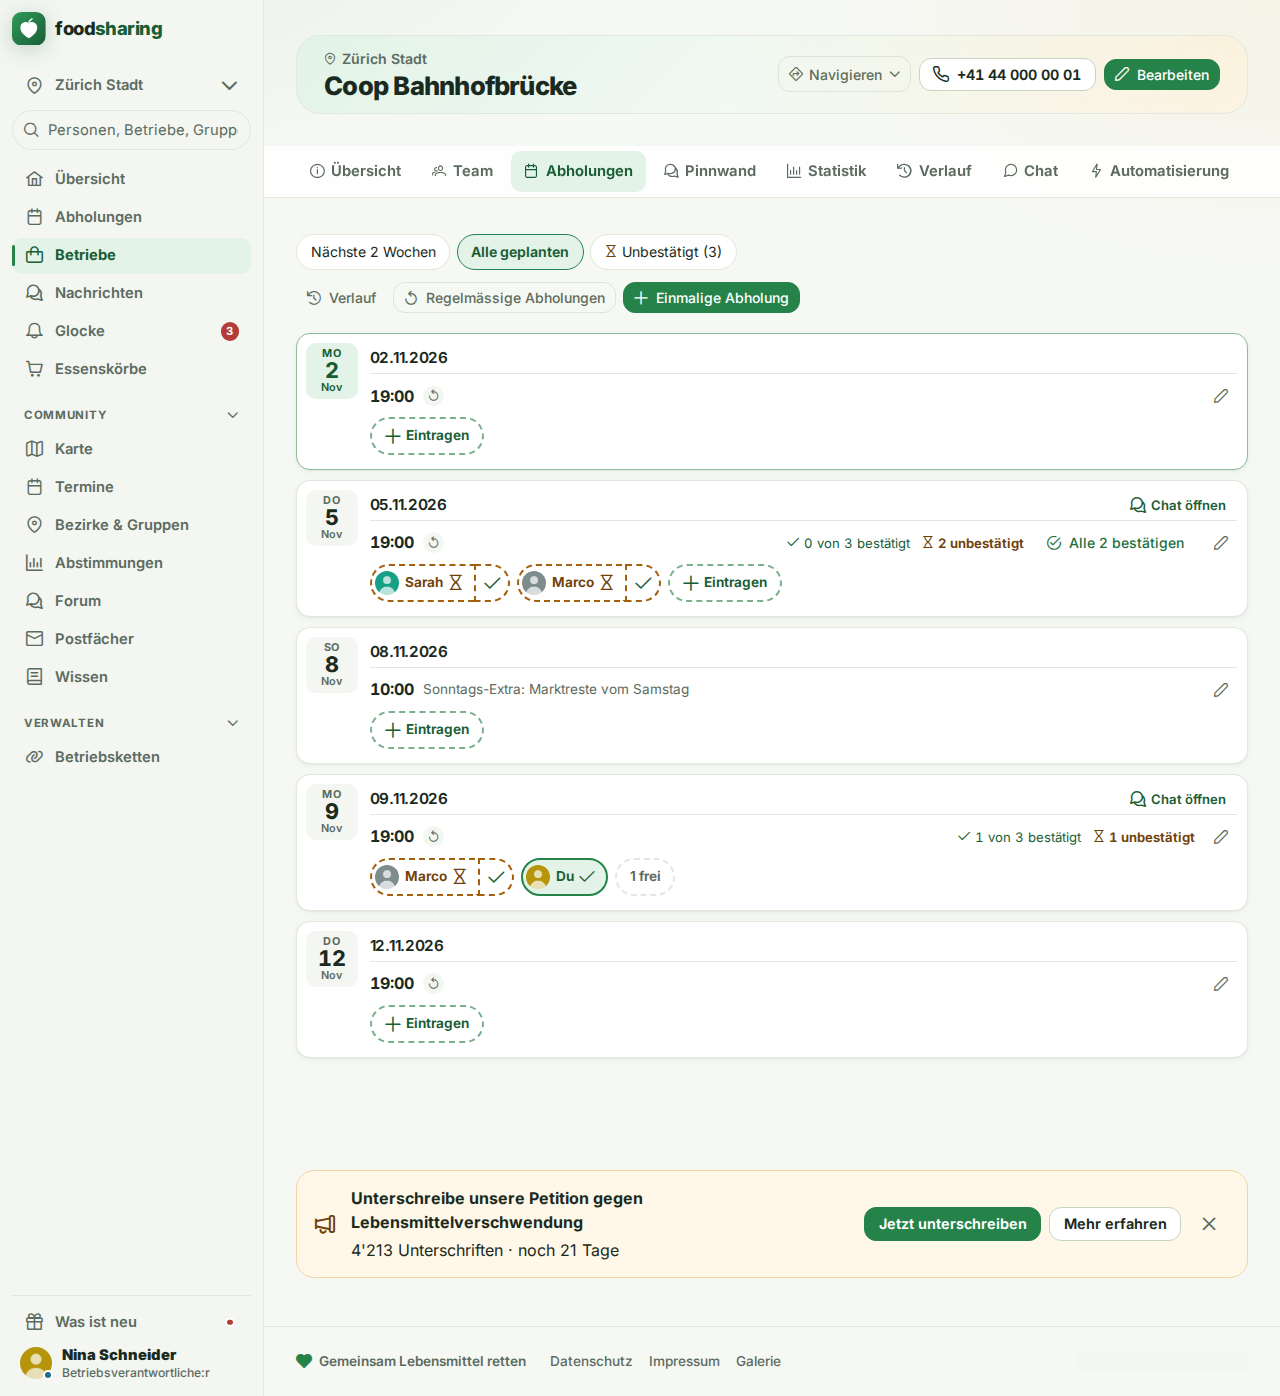 foodsharing
Zürich Stadt
Personen, Betriebe, Grupp
Übersicht
Abholungen
Betriebe
Nachrichten
Glocke 3
Essenskörbe
COMMUNITY
Karte
Termine
Bezirke & Gruppen
Abstimmungen
Forum
Postfächer
Wissen
VERWALTEN
Betriebsketten
Was ist neu
Nina Schneider
Betriebsverantwortliche:r
Zürich Stadt
Coop Bahnhofbrücke
Navigieren +41 44 000 00 01 Bearbeiten
Übersicht Team Abholungen Pinnwand Statistik Verlauf Chat Automatisierung
Nächste 2 Wochen Alle geplanten Unbestätigt (3)
Verlauf Regelmässige Abholungen Einmalige Abholung
MO 2 Nov
02.11.2026
19:00
Eintragen
DO 5 Nov
05.11.2026 Chat öffnen
19:00 0 von 3 bestätigt 2 unbestätigt Alle 2 bestätigen
Sarah Marco Eintragen
SO 8 Nov
08.11.2026
10:00 Sonntags-Extra: Marktreste vom Samstag
Eintragen
MO 9 Nov
09.11.2026 Chat öffnen
19:00 1 von 3 bestätigt 1 unbestätigt
Marco Du 1 frei
DO 12 Nov
12.11.2026
19:00
Eintragen
Unterschreibe unsere Petition gegen
Lebensmittelverschwendung
4'213 Unterschriften · noch 21 Tage
Jetzt unterschreiben Mehr erfahren
Gemeinsam Lebensmittel retten Datenschutz Impressum Galerie